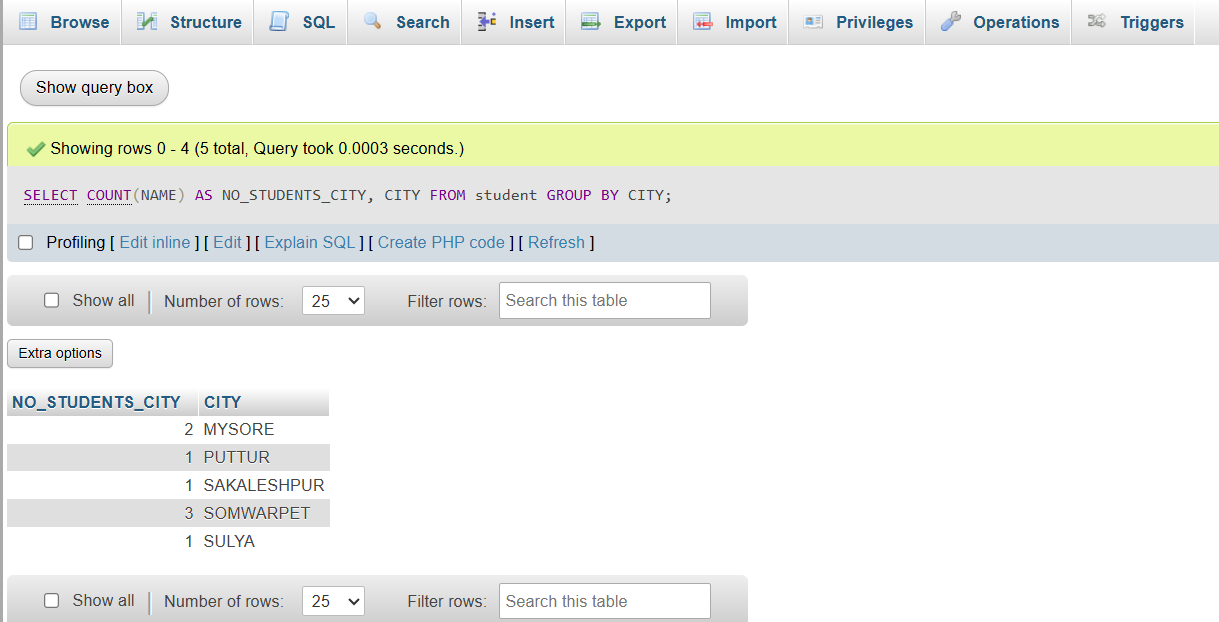 Browse Structure SQL Search Insert Export Import Privileges Operations Triggers
Show query box
Showing rows 0 - 4 (5 total, Query took 0.0003 seconds.)
SELECT COUNT(NAME) AS NO_STUDENTS_CITY, CITY FROM student GROUP BY CITY;
Profiling [ Edit inline ] [ Edit ] [ Explain SQL ] [ Create PHP code ] [ Refresh ]
Show all Number of rows: 25 Filter rows: Search this table
Extra options
NO_STUDENTS_CITY CITY
2 MYSORE
1 PUTTUR
1 SAKALESHPUR
3 SOMWARPET
1 SULYA
Show all Number of rows: 25 Filter rows: Search this table